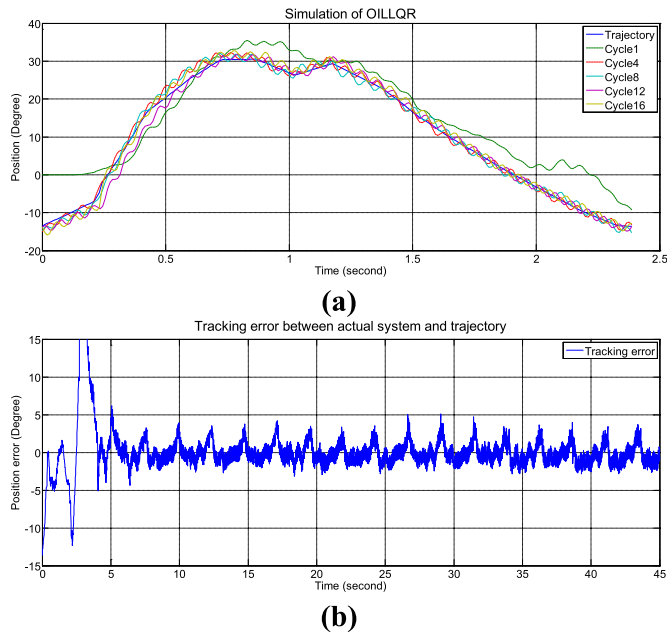 Simulation of OILLQR
40
30
20
10
0
-10
-20
Position (Degree)
Trajectory
Cycle1
Cycle4
Cycle8
Cycle12
Cycle16
0 0.5 1 1.5 2 2.5
Time (second)
(a)
Tracking error between actual system and trajectory
15
10
5
0
-5
-10
-15
Position error (Degree)
Tracking error
0 5 10 15 20 25 30 35 40 45
Time (second)
(b)